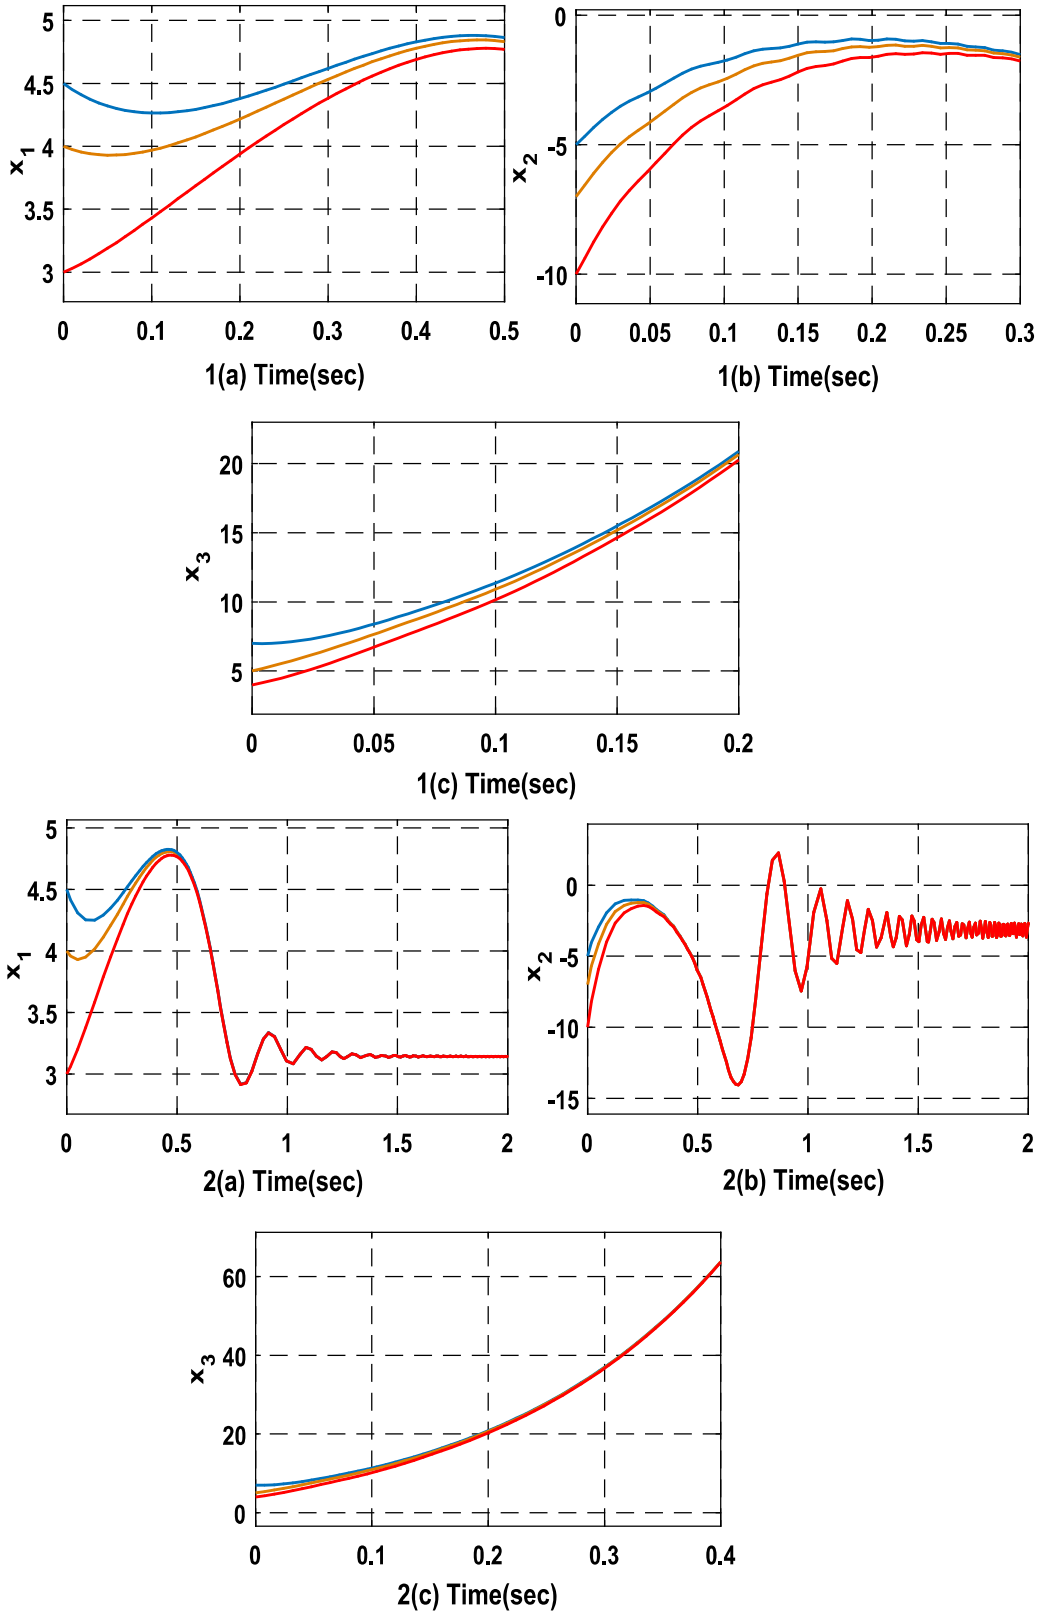 5
4.5
4
3.5
3
x1
0 0.1 0.2 0.3 0.4 0.5
1(a) Time(sec)
0
-5
-10
x2
0 0.05 0.1 0.15 0.2 0.25 0.3
1(b) Time(sec)
20
15
10
5
x3
0 0.05 0.1 0.15 0.2
1(c) Time(sec)
5
4.5
4
3.5
3
x1
0 0.5 1 1.5 2
2(a) Time(sec)
0
-5
-10
-15
x2
0 0.5 1 1.5 2
2(b) Time(sec)
60
40
20
0
x3
0 0.1 0.2 0.3 0.4
2(c) Time(sec)